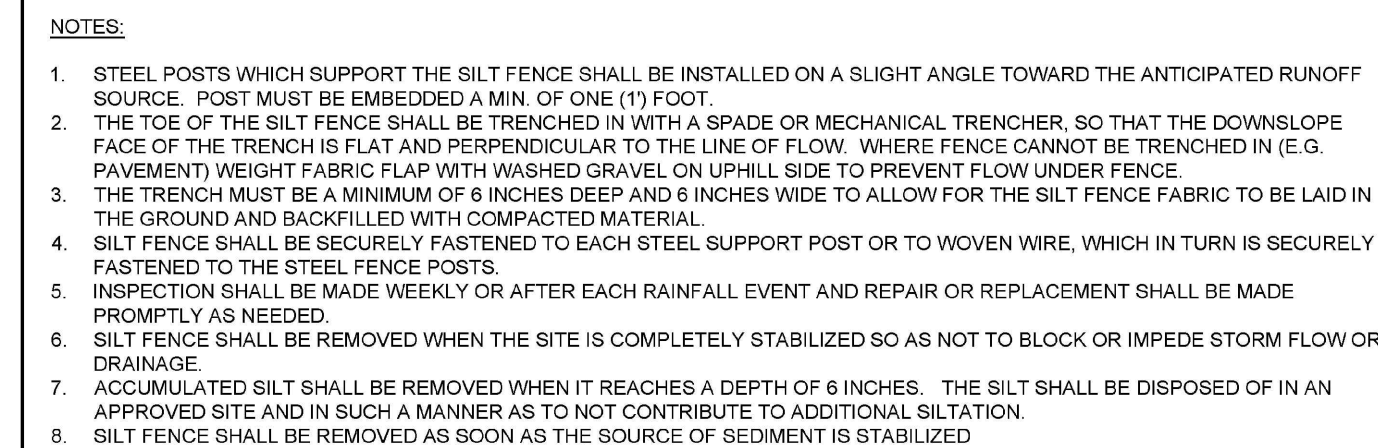 NOTES:
1. STEEL POSTS WHICH SUPPORT THE SILT FENCE SHALL BE INSTALLED ON A SLIGHT ANGLE TOWARD THE ANTICIPATED RUNOFF
SOURCE. POST MUST BE EMBEDDED A MIN. OF ONE (1') FOOT.
2. THE TOE OF THE SILT FENCE SHALL BE TRENCHED IN WITH A SPADE OR MECHANICAL TRENCHER, SO THAT THE DOWNSLOPE
FACE OF THE TRENCH IS FLAT AND PERPENDICULAR TO THE LINE OF FLOW. WHERE FENCE CANNOT BE TRENCHED IN (E.G.
PAVEMENT) WEIGHT FABRIC FLAP WITH WASHED GRAVEL ON UPHILL SIDE TO PREVENT FLOW UNDER FENCE.
3. THE TRENCH MUST BE A MINIMUM OF 6 INCHES DEEP AND 6 INCHES WIDE TO ALLOW FOR THE SILT FENCE FABRIC TO BE LAID IN
THE GROUND AND BACKFILLED WITH COMPACTED MATERIAL.
4. SILT FENCE SHALL BE SECURELY FASTENED TO EACH STEEL SUPPORT POST OR TO WOVEN WIRE, WHICH IN TURN IS SECURELY
FASTENED TO THE STEEL FENCE POSTS.
5. INSPECTION SHALL BE MADE WEEKLY OR AFTER EACH RAINFALL EVENT AND REPAIR OR REPLACEMENT SHALL BE MADE
PROMPTLY AS NEEDED.
6. SILT FENCE SHALL BE REMOVED WHEN THE SITE IS COMPLETELY STABILIZED SO AS NOT TO BLOCK OR IMPEDE STORM FLOW OR
DRAINAGE.
7. ACCUMULATED SILT SHALL BE REMOVED WHEN IT REACHES A DEPTH OF 6 INCHES. THE SILT SHALL BE DISPOSED OF IN AN
APPROVED SITE AND IN SUCH A MANNER AS TO NOT CONTRIBUTE TO ADDITIONAL SILTATION.
8. SILT FENCE SHALL BE REMOVED AS SOON AS THE SOURCE OF SEDIMENT IS STABILIZED